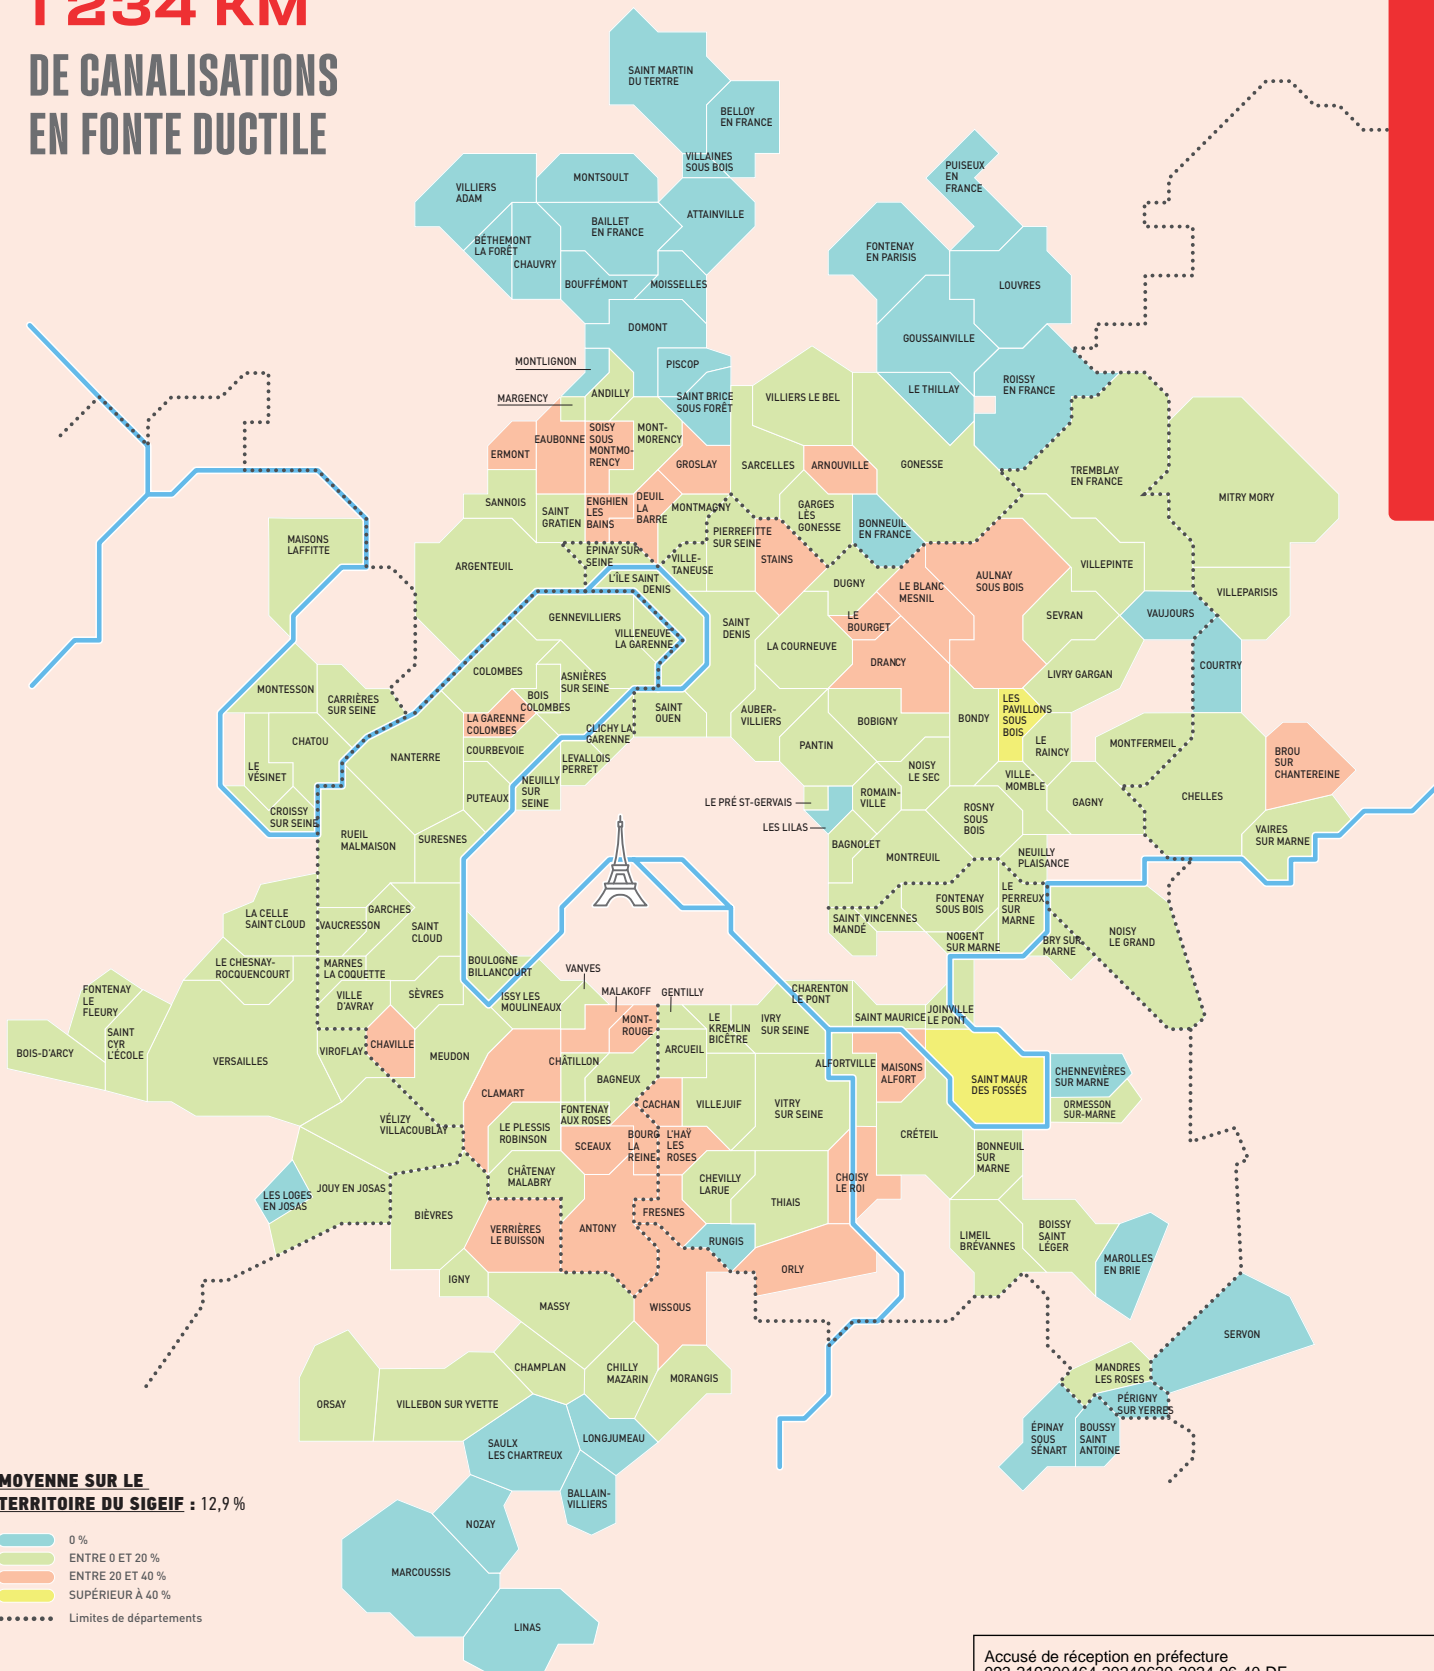 1 234 KM
DE CANALISATIONS
EN FONTE DUCTILE
SAINT MARTIN
DU TERTRE
BELLOY
EN FRANCE
VILLAINES
SOUS BOIS
MONTSOULT
VILLIERS
ADAM
PUISEUX
EN
FRANCE
BAILLET
EN FRANCE
ATTAINVILLE
BÉTHEMONT
LA FORÊT
CHAUVRY
FONTENAY
EN PARISIS
BOUFFÉMONT
MOISSELLES
LOUVRES
DOMONT
GOUSSAINVILLE
MONTLIGNON
PISCOP
MARGENCY
ANDILLY
SAINT BRICE
SOUS FORÊT
VILLIERS LE BEL
LE THILLAY
ROISSY
EN FRANCE
ERMONT
EAUBONNE
SOISY
SOUS
MONTMO-
RENCY
MONT-
MORENCY
GROSLAY
SARCELLES
ARNOUVILLE
GONESSE
TREMBLAY
EN FRANCE
MITRY MORY
SANNOIS
SAINT
GRATIEN
ENGHIEN
LES
BAINS
DEUIL
LA
BARRE
MONTMAGNY
GARGES
LÈS
GONESSE
BONNEUIL
EN FRANCE
MAISONS
LAFFITTE
ARGENTEUIL
ÉPINAY SUR
SEINE
VILLE-
TANEUSE
PIERREFITTE
SUR SEINE
STAINS
L'ÎLE SAINT
DENIS
DUGNY
LE BLANC
MESNIL
AULNAY
SOUS BOIS
VILLEPINTE
VILLEPARISIS
GENNEVILLIERS
VILLENEUVE
LA GARENNE
SAINT
DENIS
LA COURNEUVE
LE
BOURGET
DRANCY
SEVRAN
VAUJOURS
COURTRY
LIVRY GARGAN
MONTESSON
CARRIÈRES
SUR SEINE
COLOMBES
ASNIÈRES
SUR SEINE
BOIS
COLOMBES
LA GARENNE
COLOMBES
SAINT
OUEN
AUBER-
VILLIERS
BOBIGNY
BONDY
LES
PAVILLONS
SOUS
BOIS
LE
RAINCY
MONTFERMEIL
BROU
SUR
CHANTEREINE
CHATOU
LE
VÉSINET
CROISSY
SUR SEINE
NANTERRE
COURBEVOIE
CLICHY LA
GARENNE
LEVALLOIS
PERRET
NEUILLY
SUR
SEINE
PUTEAUX
PANTIN
NOISY
LE SEC
ROMAIN-
VILLE
VILLE-
MOMBLE
GAGNY
CHELLES
LE PRÉ ST-GERVAIS
LES LILAS
ROSNY
SOUS
BOIS
VAIRES
SUR MARNE
RUEIL
MALMAISON
SURESNES
BAGNOLET
MONTREUIL
NEUILLY
PLAISANCE
LA CELLE
SAINT CLOUD
GARCHES
VAUCRESSON
SAINT
CLOUD
SAINT
MANDÉ
VINCENNES
FONTENAY
SOUS BOIS
LE
PERREUX
SUR
MARNE
NOGENT
SUR MARNE
BRY SUR
MARNE
NOISY
LE GRAND
LE CHESNAY-
ROCQUENCOURT
MARNES
LA COQUETTE
BOULOGNE
BILLANCOURT
VANVES
MALAKOFF
GENTILLY
FONTENAY
LE
FLEURY
VILLE
D'AVRAY
SÈVRES
ISSY LES
MOULINEAUX
MONT-
ROUGE
LE
KREMLIN
BICÊTRE
IVRY
SUR SEINE
CHARENTON
LE PONT
SAINT MAURICE
JOINVILLE
LE PONT
BOIS-D'ARCY
SAINT
CYR
L'ÉCOLE
VERSAILLES
VIROFLAY
CHAVILLE
MEUDON
CHÂTILLON
ARCUEIL
ALFORTVILLE
MAISONS
ALFORT
SAINT MAUR
DES FOSSÉS
CHENNEVIÈRES
SUR MARNE
ORMESSON
SUR-MARNE
CLAMART
BAGNEUX
CACHAN
VILLEJUIF
VITRY
SUR SEINE
VÉLIZY
VILLACOUBLAY
LE PLESSIS
ROBINSON
FONTENAY
AUX ROSES
SCEAUX
BOURG
LA
REINE
L'HAŸ
LES
ROSES
CRÉTEIL
BONNEUIL
SUR
MARNE
LES LOGES
EN JOSAS
JOUY EN JOSAS
BIÈVRES
CHÂTENAY
MALABRY
CHEVILLY
LARUE
THIAIS
CHOISY
LE ROI
VERRIÈRES
LE BUISSON
ANTONY
FRESNES
RUNGIS
ORLY
LIMEIL
BRÉVANNES
BOISSY
SAINT
LÉGER
MAROLLES
EN BRIE
IGNY
MASSY
WISSOUS
SERVON
CHAMPLAN
CHILLY
MAZARIN
MORANGIS
MANDRES
LES ROSES
PÉRIGNY
SUR YERRES
ORSAY
VILLEBON SUR YVETTE
ÉPINAY
SOUS
SÉNART
BOUSSY
SAINT
ANTOINE
SAULX
LES CHARTREUX
LONGJUMEAU
BALLAIN-
VILLIERS
NOZAY
MARCOUSSIS
LINAS
MOYENNE SUR LE
TERRITOIRE DU SIGEIF : 12,9 %
0 %
ENTRE 0 ET 20 %
ENTRE 20 ET 40 %
SUPÉRIEUR À 40 %
Limites de départements
Accusé de réception en préfecture